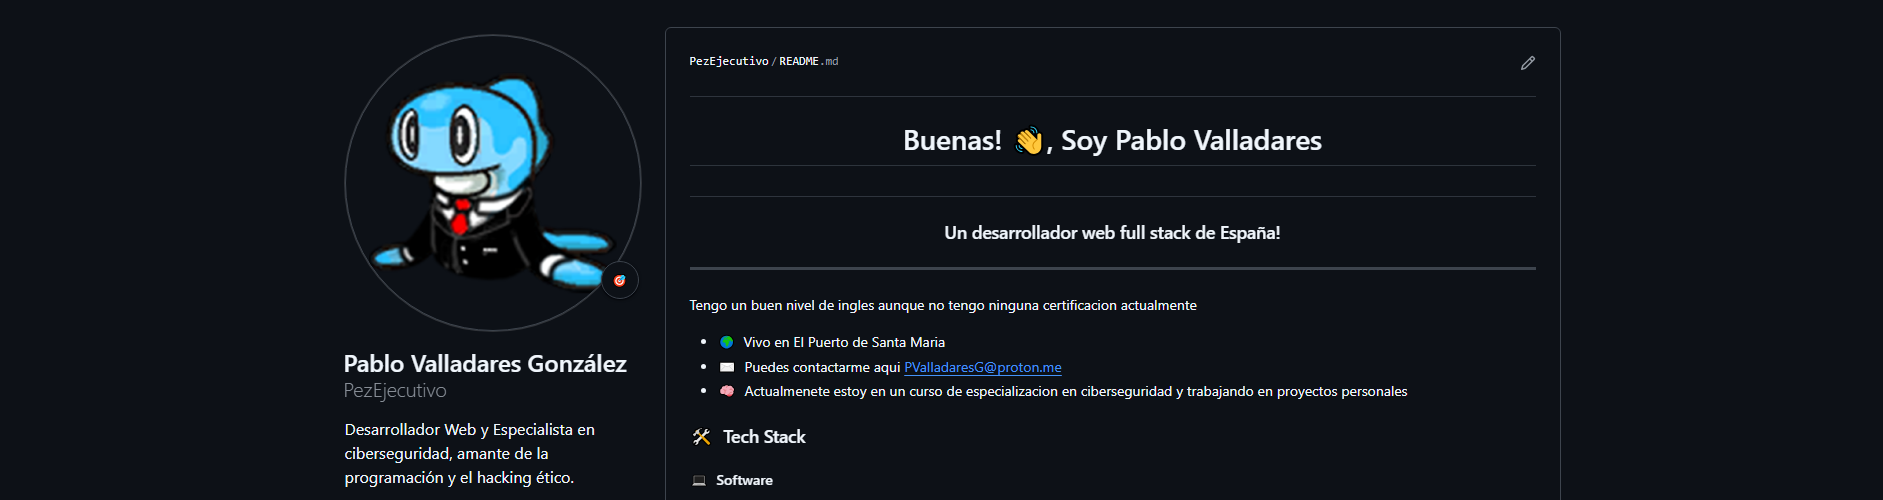 Pablo Valladares González
PezEjecutivo
Desarrollador Web y Especialista en
ciberseguridad, amante de la
programación y el hacking ético.
PezEjecutivo/README.md
Buenas! 👋, Soy Pablo Valladares
Un desarrollador web full stack de España!
Tengo un buen nivel de ingles aunque no tengo ninguna certificacion actualmente
Vivo en El Puerto de Santa Maria
Puedes contactarme aqui PValladaresG@proton.me
Actualmenete estoy en un curso de especializacion en ciberseguridad y trabajando en proyectos personales
Tech Stack
Software